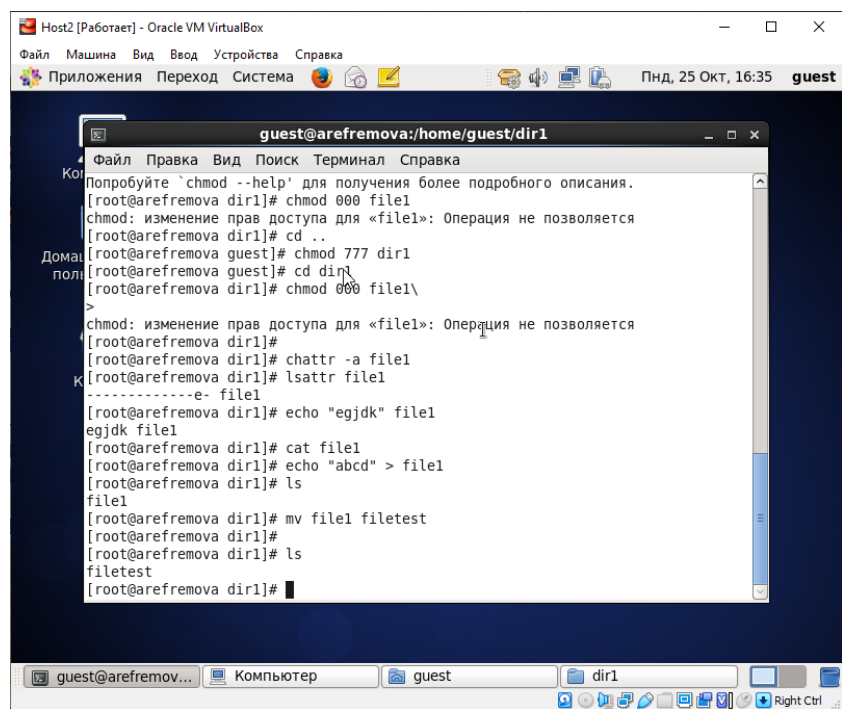 Host2 [Работает] - Oracle VM VirtualBox
Файл Машина Вид Ввод Устройства Справка
Приложения Переход Система Пнд, 25 Окт, 16:35 guest
guest@arefremova:/home/guest/dir1
Файл Правка Вид Поиск Терминал Справка
Попробуйте `chmod --help' для получения более подробного описания.
[root@arefremova dir1]# chmod 000 file1
chmod: изменение прав доступа для «file1»: Операция не позволяется
[root@arefremova dir1]# cd ..
[root@arefremova guest]# chmod 777 dir1
[root@arefremova guest]# cd dir1
[root@arefremova dir1]# chmod 000 file1\
>
chmod: изменение прав доступа для «file1»: Операция не позволяется
[root@arefremova dir1]#
[root@arefremova dir1]# chattr -a file1
[root@arefremova dir1]# lsattr file1
-------------e- file1
[root@arefremova dir1]# echo "egjdk" file1
egjdk file1
[root@arefremova dir1]# cat file1
[root@arefremova dir1]# echo "abcd" > file1
[root@arefremova dir1]# ls
file1
[root@arefremova dir1]# mv file1 filetest
[root@arefremova dir1]#
[root@arefremova dir1]# ls
filetest
[root@arefremova dir1]#
guest@arefremov... Компьютер guest dir1
Right Ctrl